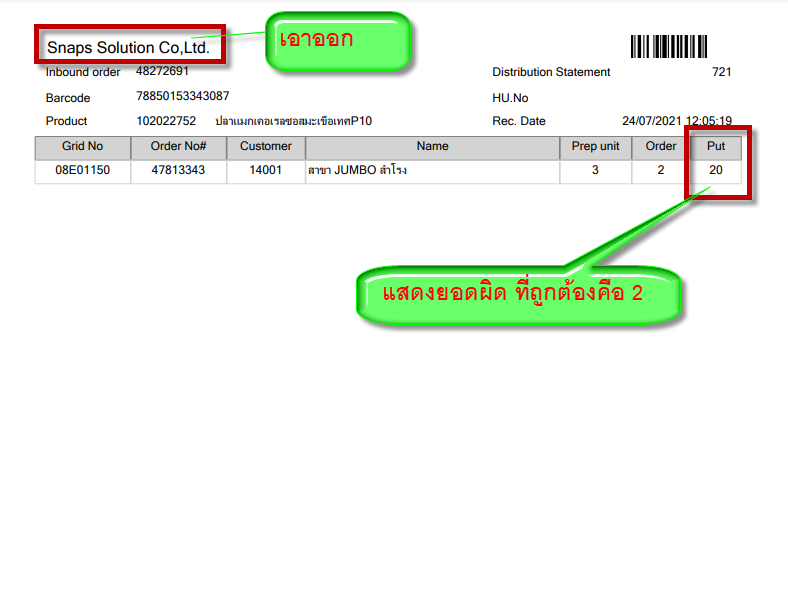 Snaps Solution Co,Ltd.
เอาออก
Inbound order 48272691 Distribution Statement 721
Barcode 78850153343087 HU.No
Product 102022752 ปลาแมกเคอเรลซอสมะเขือเทศP10 Rec. Date 24/07/2021 12:05:19
Grid No Order No# Customer Name Prep unit Order Put
08E01150 47813343 14001 สาขา JUMBO สำโรง 3 2 20
แสดงยอดผิด ที่ถูกต้องคือ 2